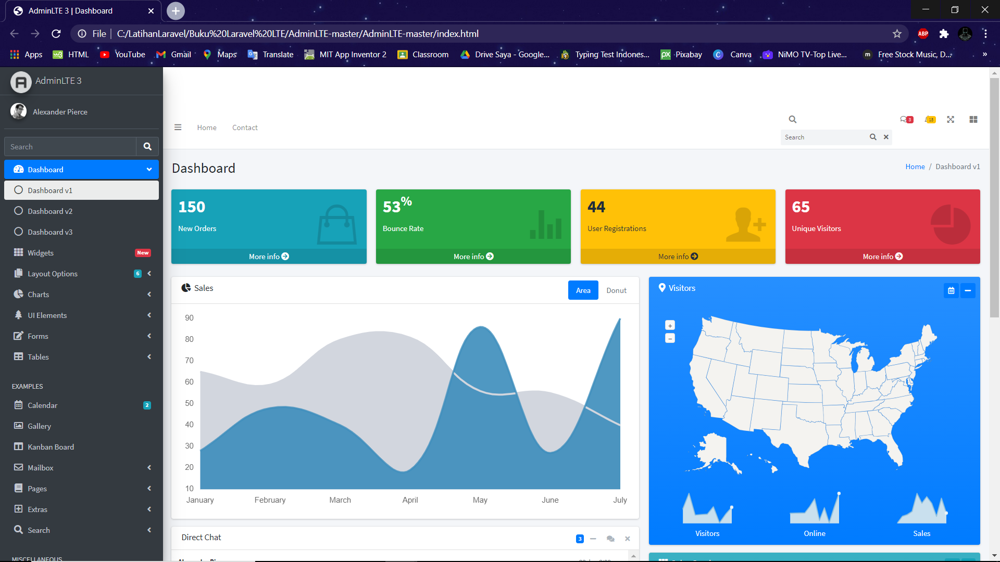 AdminLTE 3 | Dashboard
File C:/LatihanLaravel/Buku%20Laravel%20LTE/AdminLTE-master/AdminLTE-master/index.html
ABP
Apps HTML YouTube Gmail Maps Translate MIT App Inventor 2 Classroom Drive Saya - Google... Typing Test Indones... Pixabay Canva NiMO TV-Top Live... Free Stock Music, D... »
AdminLTE 3
Alexander Pierce
Search
Dashboard
Dashboard v1
Dashboard v2
Dashboard v3
Widgets New
Layout Options 6
Charts
UI Elements
Forms
Tables
EXAMPLES
Calendar 2
Gallery
Kanban Board
Mailbox
Pages
Extras
Search
MISCELLANEOUS
Home Contact
3 15
Search
Dashboard
Home / Dashboard v1
150
New Orders
More info
53%
Bounce Rate
More info
44
User Registrations
More info
65
Unique Visitors
More info
Sales
Area Donut
90
80
70
60
50
40
30
20
10
January February March April May June July
Visitors
+
−
Visitors Online Sales
Direct Chat
3